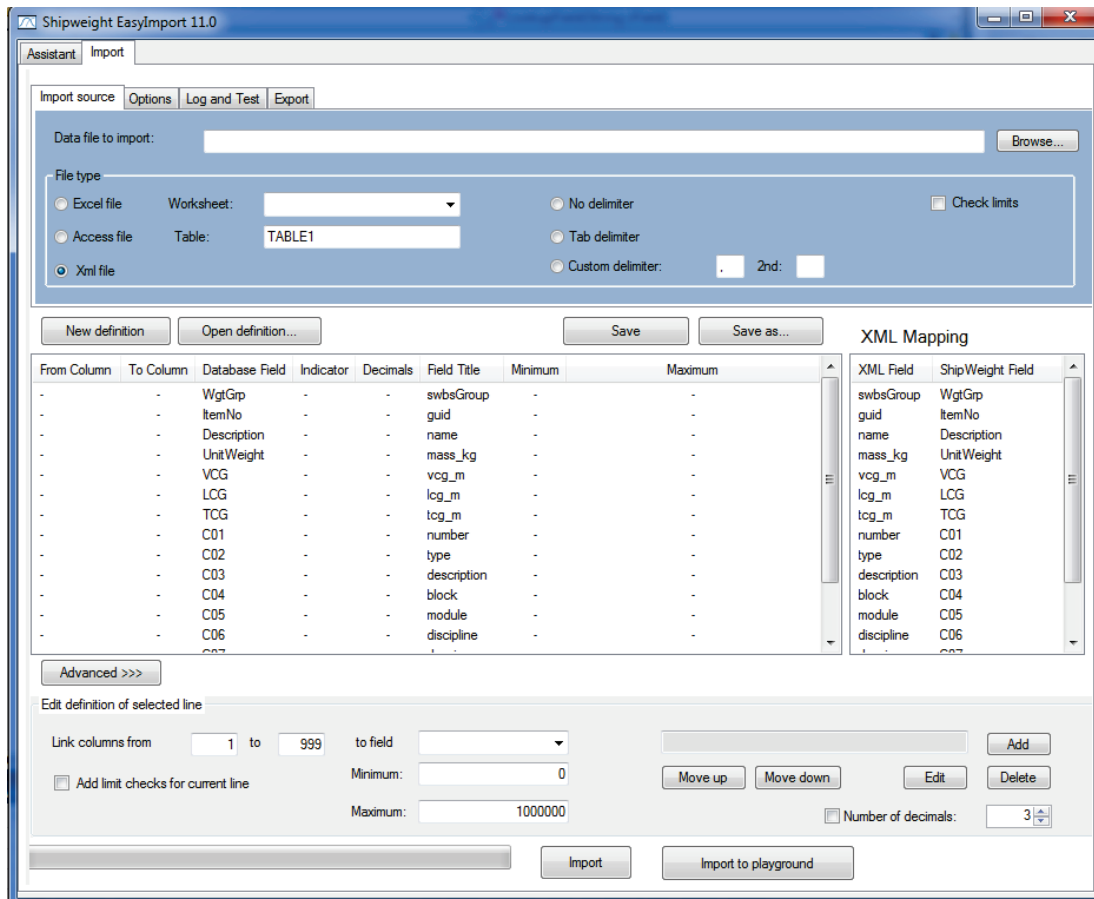 Shipweight EasyImport 11.0
Assistant Import
Import source Options Log and Test Export
Data file to import: Browse...
File type
Excel file Worksheet: No delimiter Check limits
Access file Table: TABLE1 Tab delimiter
Xml file Custom delimiter: . 2nd:
New definition Open definition... Save Save as... XML Mapping
From Column To Column Database Field Indicator Decimals Field Title Minimum Maximum XML Field ShipWeight Field
- - WgtGrp - - swbsGroup - - swbsGroup WgtGrp
- - ItemNo - - guid - - guid ItemNo
- - Description - - name - - name Description
- - UnitWeight - - mass_kg - - mass_kg UnitWeight
- - VCG - - vcg_m - - vcg_m VCG
- - LCG - - lcg_m - - lcg_m LCG
- - TCG - - tcg_m - - tcg_m TCG
- - C01 - - number - - number C01
- - C02 - - type - - type C02
- - C03 - - description - - description C03
- - C04 - - block - - block C04
- - C05 - - module - - module C05
- - C06 - - discipline - - discipline C06
Advanced >>>
Edit definition of selected line
Link columns from 1 to 999 to field Add
Add limit checks for current line Minimum: 0 Move up Move down Edit Delete
Maximum: 1000000 Number of decimals: 3
Import Import to playground